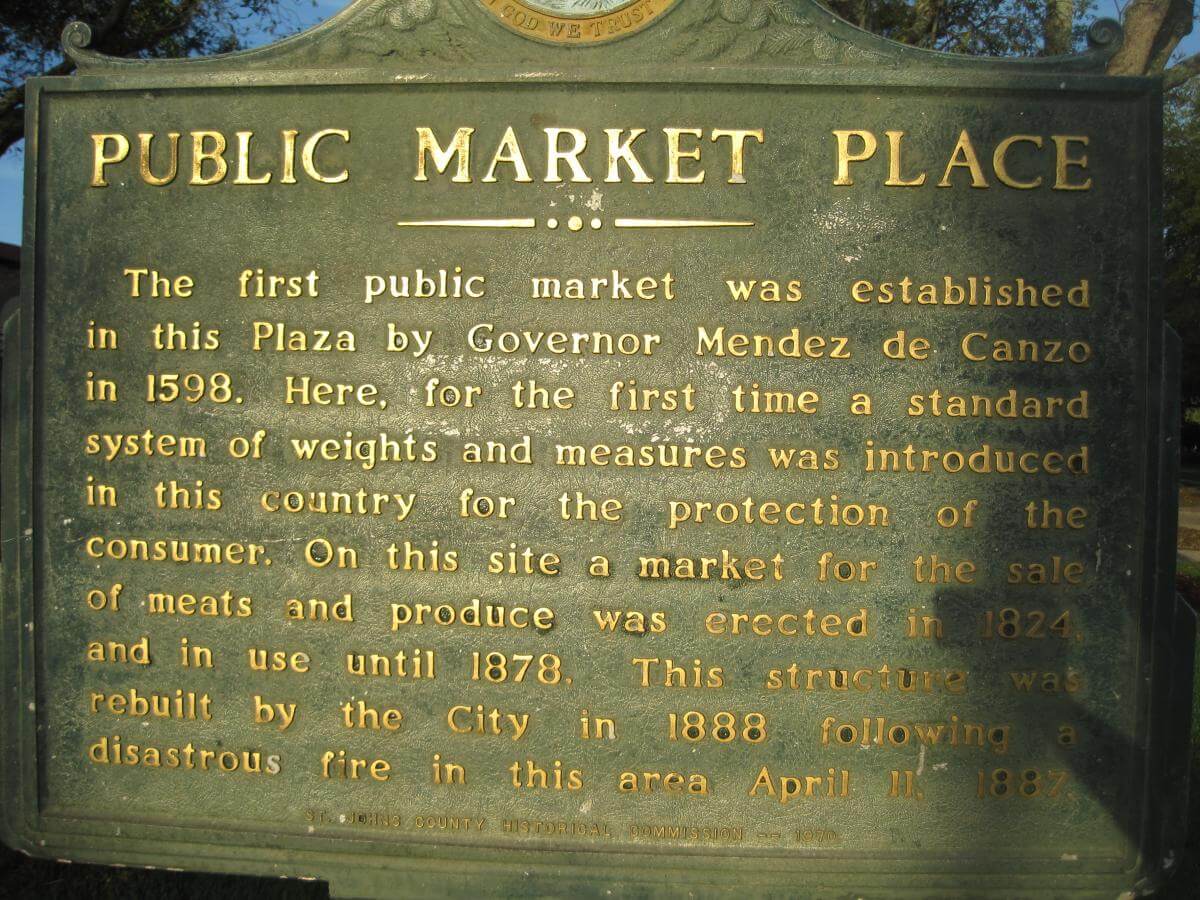 GOD WE TRUST
PUBLIC MARKET PLACE
The first public market was established
in this Plaza by Governor Mendez de Canzo
in 1598. Here, for the first time a standard
system of weights and measures was introduced
in this country for the protection of the
consumer. On this site a market for the sale
of meats and produce was erected in 1824,
and in use until 1878. This structure was
rebuilt by the City in 1888 following a
disastrous fire in this area April 11, 1887.
ST. JOHNS COUNTY HISTORICAL COMMISSION -- 1970